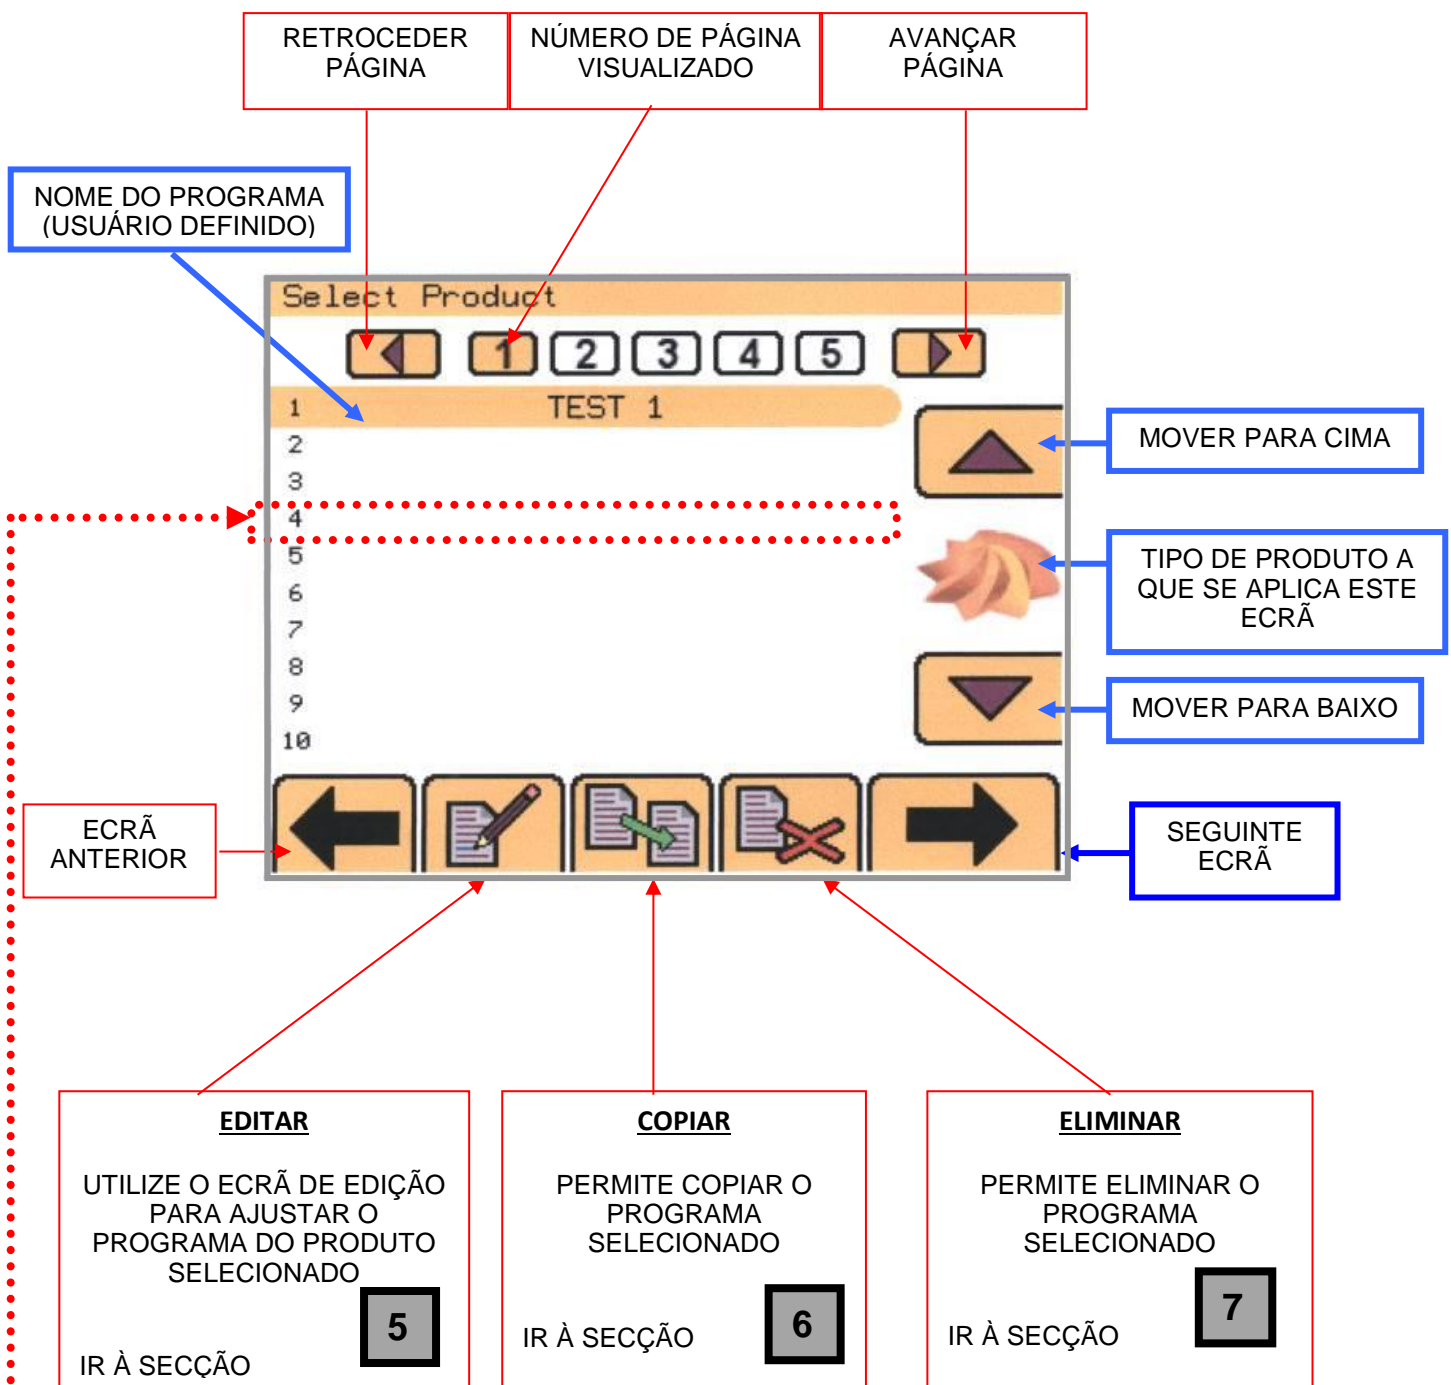 RETROCEDER
PÁGINA
NÚMERO DE PÁGINA
VISUALIZADO
AVANÇAR
PÁGINA
NOME DO PROGRAMA
(USUÁRIO DEFINIDO)
Select Product
1 2 3 4 5
1 TEST 1
2
3
4
5
6
7
8
9
10
MOVER PARA CIMA
TIPO DE PRODUTO A
QUE SE APLICA ESTE
ECRÃ
MOVER PARA BAIXO
ECRÃ
ANTERIOR
SEGUINTE
ECRÃ
EDITAR
UTILIZE O ECRÃ DE EDIÇÃO
PARA AJUSTAR O
PROGRAMA DO PRODUTO
SELECIONADO
5
IR À SECÇÃO
COPIAR
PERMITE COPIAR O
PROGRAMA
SELECIONADO
6
IR À SECÇÃO
ELIMINAR
PERMITE ELIMINAR O
PROGRAMA
SELECIONADO
7
IR À SECÇÃO